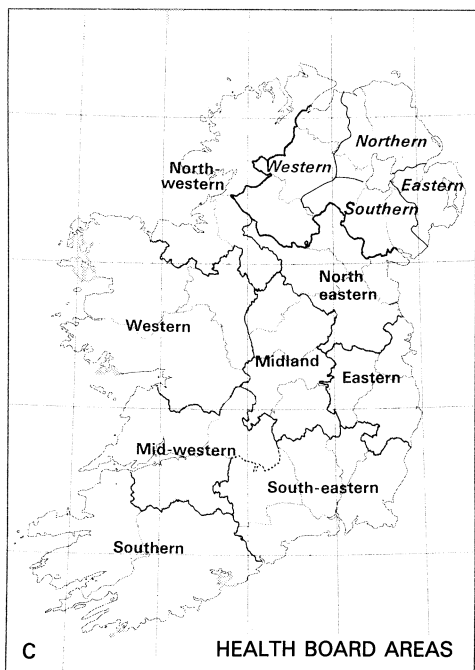 Northern
Western
North-
western
Eastern
Southern
North
eastern
Western
Midland
Eastern
Mid-western
South-eastern
Southern
C
HEALTH BOARD AREAS